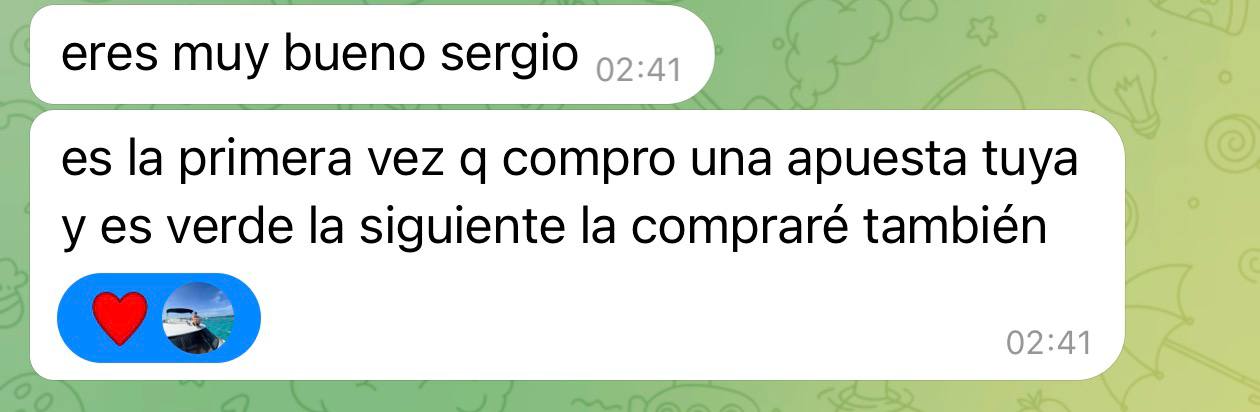 eres muy bueno sergio 02:41
es la primera vez q compro una apuesta tuya
y es verde la siguiente la compraré también
02:41